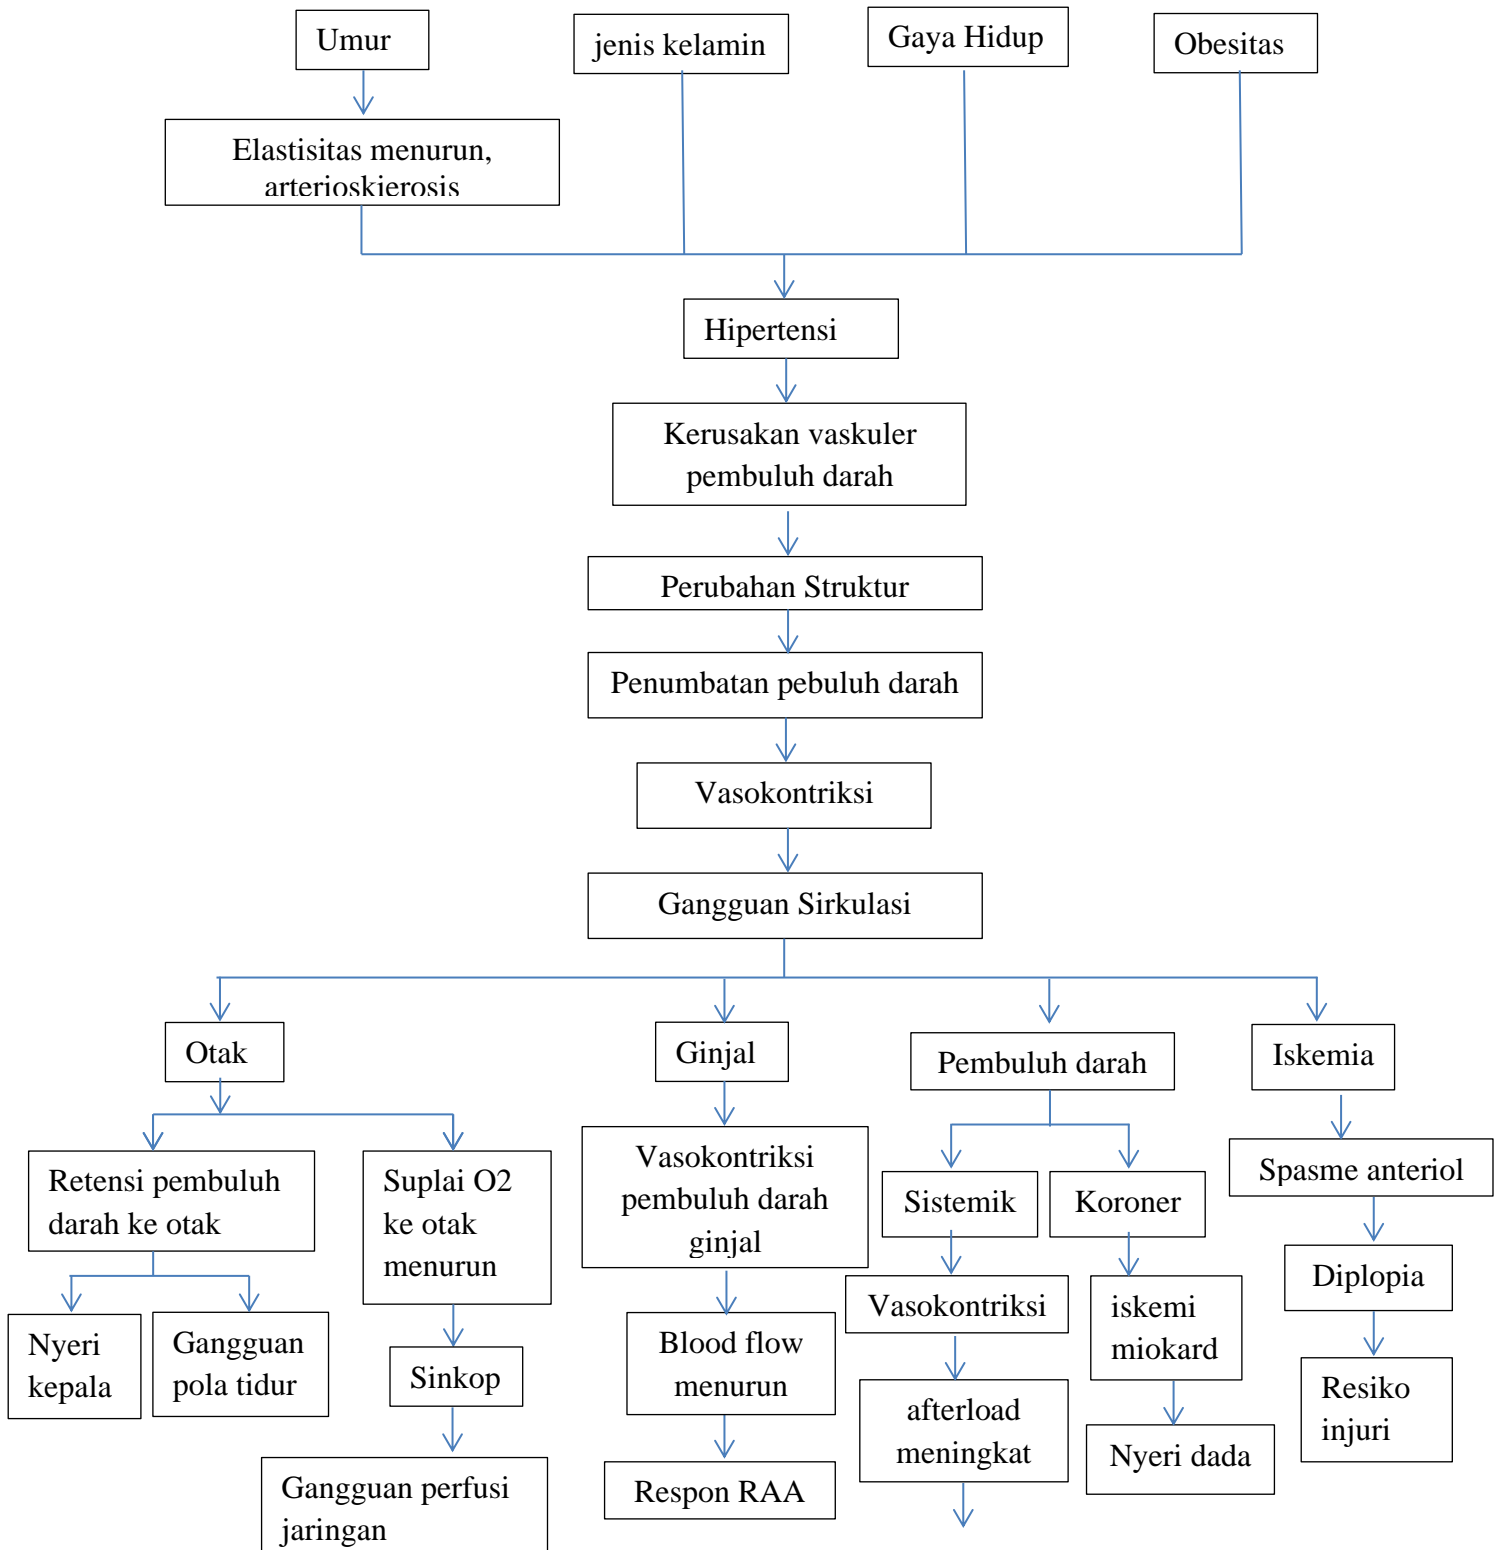 Umur
jenis kelamin
Gaya Hidup
Obesitas
Elastisitas menurun,
arterioskierosis
Hipertensi
Kerusakan vaskuler
pembuluh darah
Perubahan Struktur
Penumbatan pebuluh darah
Vasokontriksi
Gangguan Sirkulasi
Otak
Ginjal
Pembuluh darah
Iskemia
Retensi pembuluh
darah ke otak
Suplai O2
ke otak
menurun
Vasokontriksi
pembuluh darah
ginjal
Sistemik
Koroner
Spasme anteriol
Nyeri
kepala
Gangguan
pola tidur
Sinkop
Blood flow
menurun
Vasokontriksi
iskemi
miokard
Diplopia
Gangguan perfusi
jaringan
Respon RAA
afterload
meningkat
Nyeri dada
Resiko
injuri